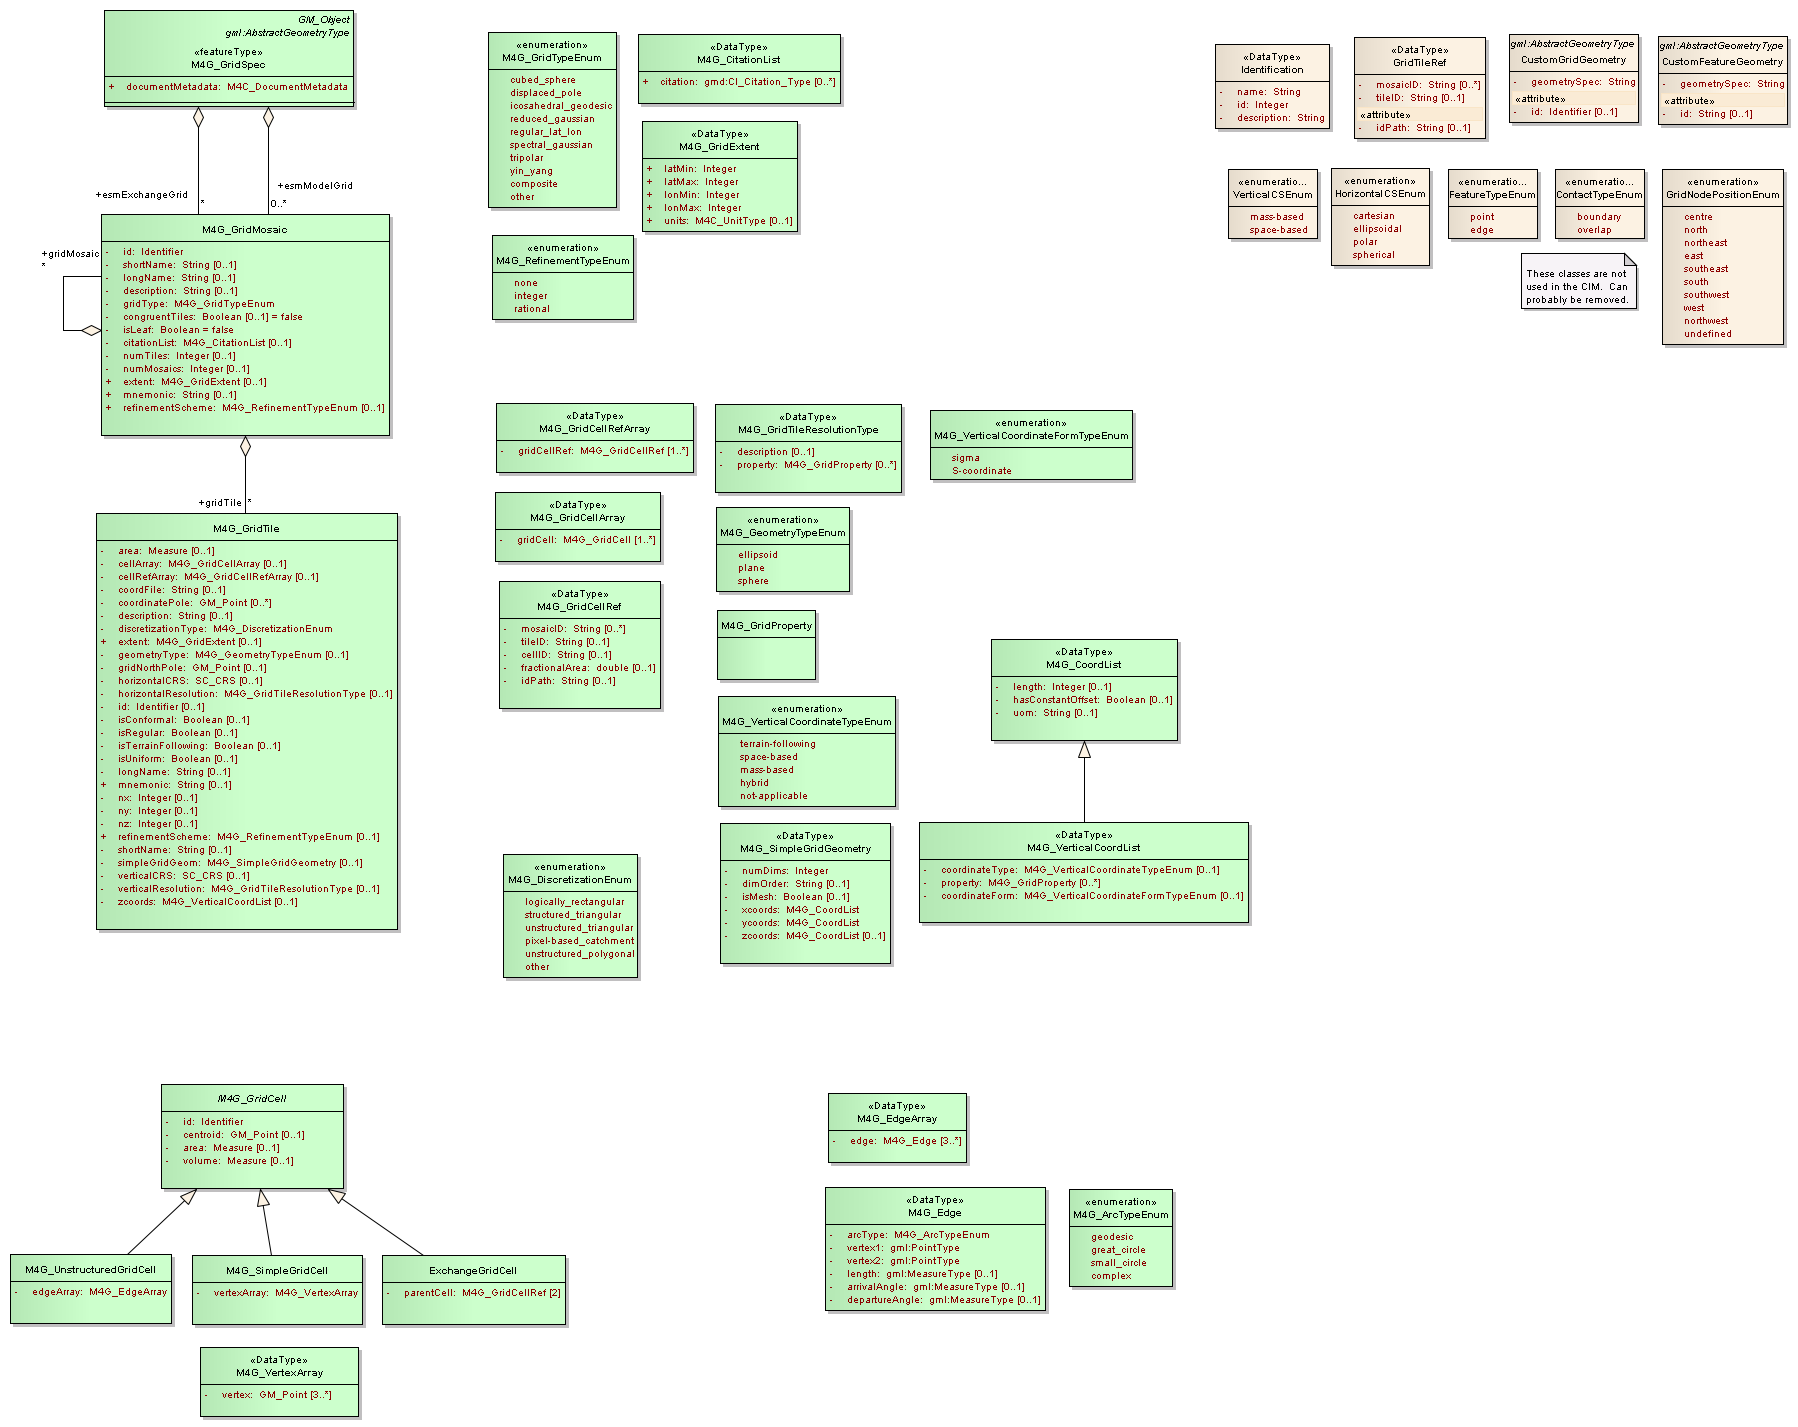 GM_Object
gml:AbstractGeometryType
«featureType»
M4G_GridSpec
+ documentMetadata: M4C_DocumentMetadata
+esmExchangeGrid
*
+esmModelGrid
0..*
+gridMosaic
*
M4G_GridMosaic
- id: Identifier
- shortName: String [0..1]
- longName: String [0..1]
- description: String [0..1]
- gridType: M4G_GridTypeEnum
- congruentTiles: Boolean [0..1] = false
- isLeaf: Boolean = false
- citationList: M4G_CitationList [0..1]
- numTiles: Integer [0..1]
- numMosaics: Integer [0..1]
+ extent: M4G_GridExtent [0..1]
+ mnemonic: String [0..1]
+ refinementScheme: M4G_RefinementTypeEnum [0..1]
+gridTile *
M4G_GridTile
- area: Measure [0..1]
- cellArray: M4G_GridCellArray [0..1]
- cellRefArray: M4G_GridCellRefArray [0..1]
- coordFile: String [0..1]
- coordinatePole: GM_Point [0..*]
- description: String [0..1]
- discretizationType: M4G_DiscretizationEnum
+ extent: M4G_GridExtent [0..1]
- geometryType: M4G_GeometryTypeEnum [0..1]
- gridNorthPole: GM_Point [0..1]
- horizontalCRS: SC_CRS [0..1]
- horizontalResolution: M4G_GridTileResolutionType [0..1]
- id: Identifier [0..1]
- isConformal: Boolean [0..1]
- isRegular: Boolean [0..1]
- isTerrainFollowing: Boolean [0..1]
- isUniform: Boolean [0..1]
- longName: String [0..1]
+ mnemonic: String [0..1]
- nx: Integer [0..1]
- ny: Integer [0..1]
- nz: Integer [0..1]
+ refinementScheme: M4G_RefinementTypeEnum [0..1]
- shortName: String [0..1]
- simpleGridGeom: M4G_SimpleGridGeometry [0..1]
- verticalCRS: SC_CRS [0..1]
- verticalResolution: M4G_GridTileResolutionType [0..1]
- zcoords: M4G_VerticalCoordList [0..1]
«enumeration»
M4G_GridTypeEnum
cubed_sphere
displaced_pole
icosahedral_geodesic
reduced_gaussian
regular_lat_lon
spectral_gaussian
tripolar
yin_yang
composite
other
«DataType»
M4G_CitationList
+ citation: gmd:CI_Citation_Type [0..*]
«DataType»
M4G_GridExtent
+ latMin: Integer
+ latMax: Integer
+ lonMin: Integer
+ lonMax: Integer
+ units: M4C_UnitType [0..1]
«enumeration»
M4G_RefinementTypeEnum
none
integer
rational
«DataType»
Identification
- name: String
- id: Integer
- description: String
«DataType»
GridTileRef
- mosaicID: String [0..*]
- tileID: String [0..1]
«attribute»
- idPath: String [0..1]
gml:AbstractGeometryType
CustomGridGeometry
- geometrySpec: String
«attribute»
- id: Identifier [0..1]
gml:AbstractGeometryType
CustomFeatureGeometry
- geometrySpec: String
«attribute»
- id: String [0..1]
«enumeratio...
VerticalCSEnum
mass-based
space-based
«enumeration»
HorizontalCSEnum
cartesian
ellipsoidal
polar
spherical
«enumeratio...
FeatureTypeEnum
point
edge
«enumeratio...
ContactTypeEnum
boundary
overlap
«enumeration»
GridNodePositionEnum
centre
north
northeast
east
southeast
south
southwest
west
northwest
undefined
These classes are not
used in the CIM. Can
probably be removed.
«DataType»
M4G_GridCellRefArray
- gridCellRef: M4G_GridCellRef [1..*]
«DataType»
M4G_GridTileResolutionType
- description [0..1]
- property: M4G_GridProperty [0..*]
«enumeration»
M4G_VerticalCoordinateFormTypeEnum
sigma
S-coordinate
«DataType»
M4G_GridCellArray
- gridCell: M4G_GridCell [1..*]
«enumeration»
M4G_GeometryTypeEnum
ellipsoid
plane
sphere
«DataType»
M4G_GridCellRef
- mosaicID: String [0..*]
- tileID: String [0..1]
- cellID: String [0..1]
- fractionalArea: double [0..1]
- idPath: String [0..1]
M4G_GridProperty
«DataType»
M4G_CoordList
- length: Integer [0..1]
- hasConstantOffset: Boolean [0..1]
- uom: String [0..1]
«enumeration»
M4G_VerticalCoordinateTypeEnum
terrain-following
space-based
mass-based
hybrid
not-applicable
«DataType»
M4G_SimpleGridGeometry
- numDims: Integer
- dimOrder: String [0..1]
- isMesh: Boolean [0..1]
- xcoords: M4G_CoordList
- ycoords: M4G_CoordList
- zcoords: M4G_CoordList [0..1]
«DataType»
M4G_VerticalCoordList
- coordinateType: M4G_VerticalCoordinateTypeEnum [0..1]
- property: M4G_GridProperty [0..*]
- coordinateForm: M4G_VerticalCoordinateFormTypeEnum [0..1]
«enumeration»
M4G_DiscretizationEnum
logically_rectangular
structured_triangular
unstructured_triangular
pixel-based_catchment
unstructured_polygonal
other
M4G_GridCell
- id: Identifier
- centroid: GM_Point [0..1]
- area: Measure [0..1]
- volume: Measure [0..1]
M4G_UnstructuredGridCell
- edgeArray: M4G_EdgeArray
M4G_SimpleGridCell
- vertexArray: M4G_VertexArray
ExchangeGridCell
- parentCell: M4G_GridCellRef [2]
«DataType»
M4G_VertexArray
- vertex: GM_Point [3..*]
«DataType»
M4G_EdgeArray
- edge: M4G_Edge [3..*]
«DataType»
M4G_Edge
- arcType: M4G_ArcTypeEnum
- vertex1: gml:PointType
- vertex2: gml:PointType
- length: gml:MeasureType [0..1]
- arrivalAngle: gml:MeasureType [0..1]
- departureAngle: gml:MeasureType [0..1]
«enumeration»
M4G_ArcTypeEnum
geodesic
great_circle
small_circle
complex